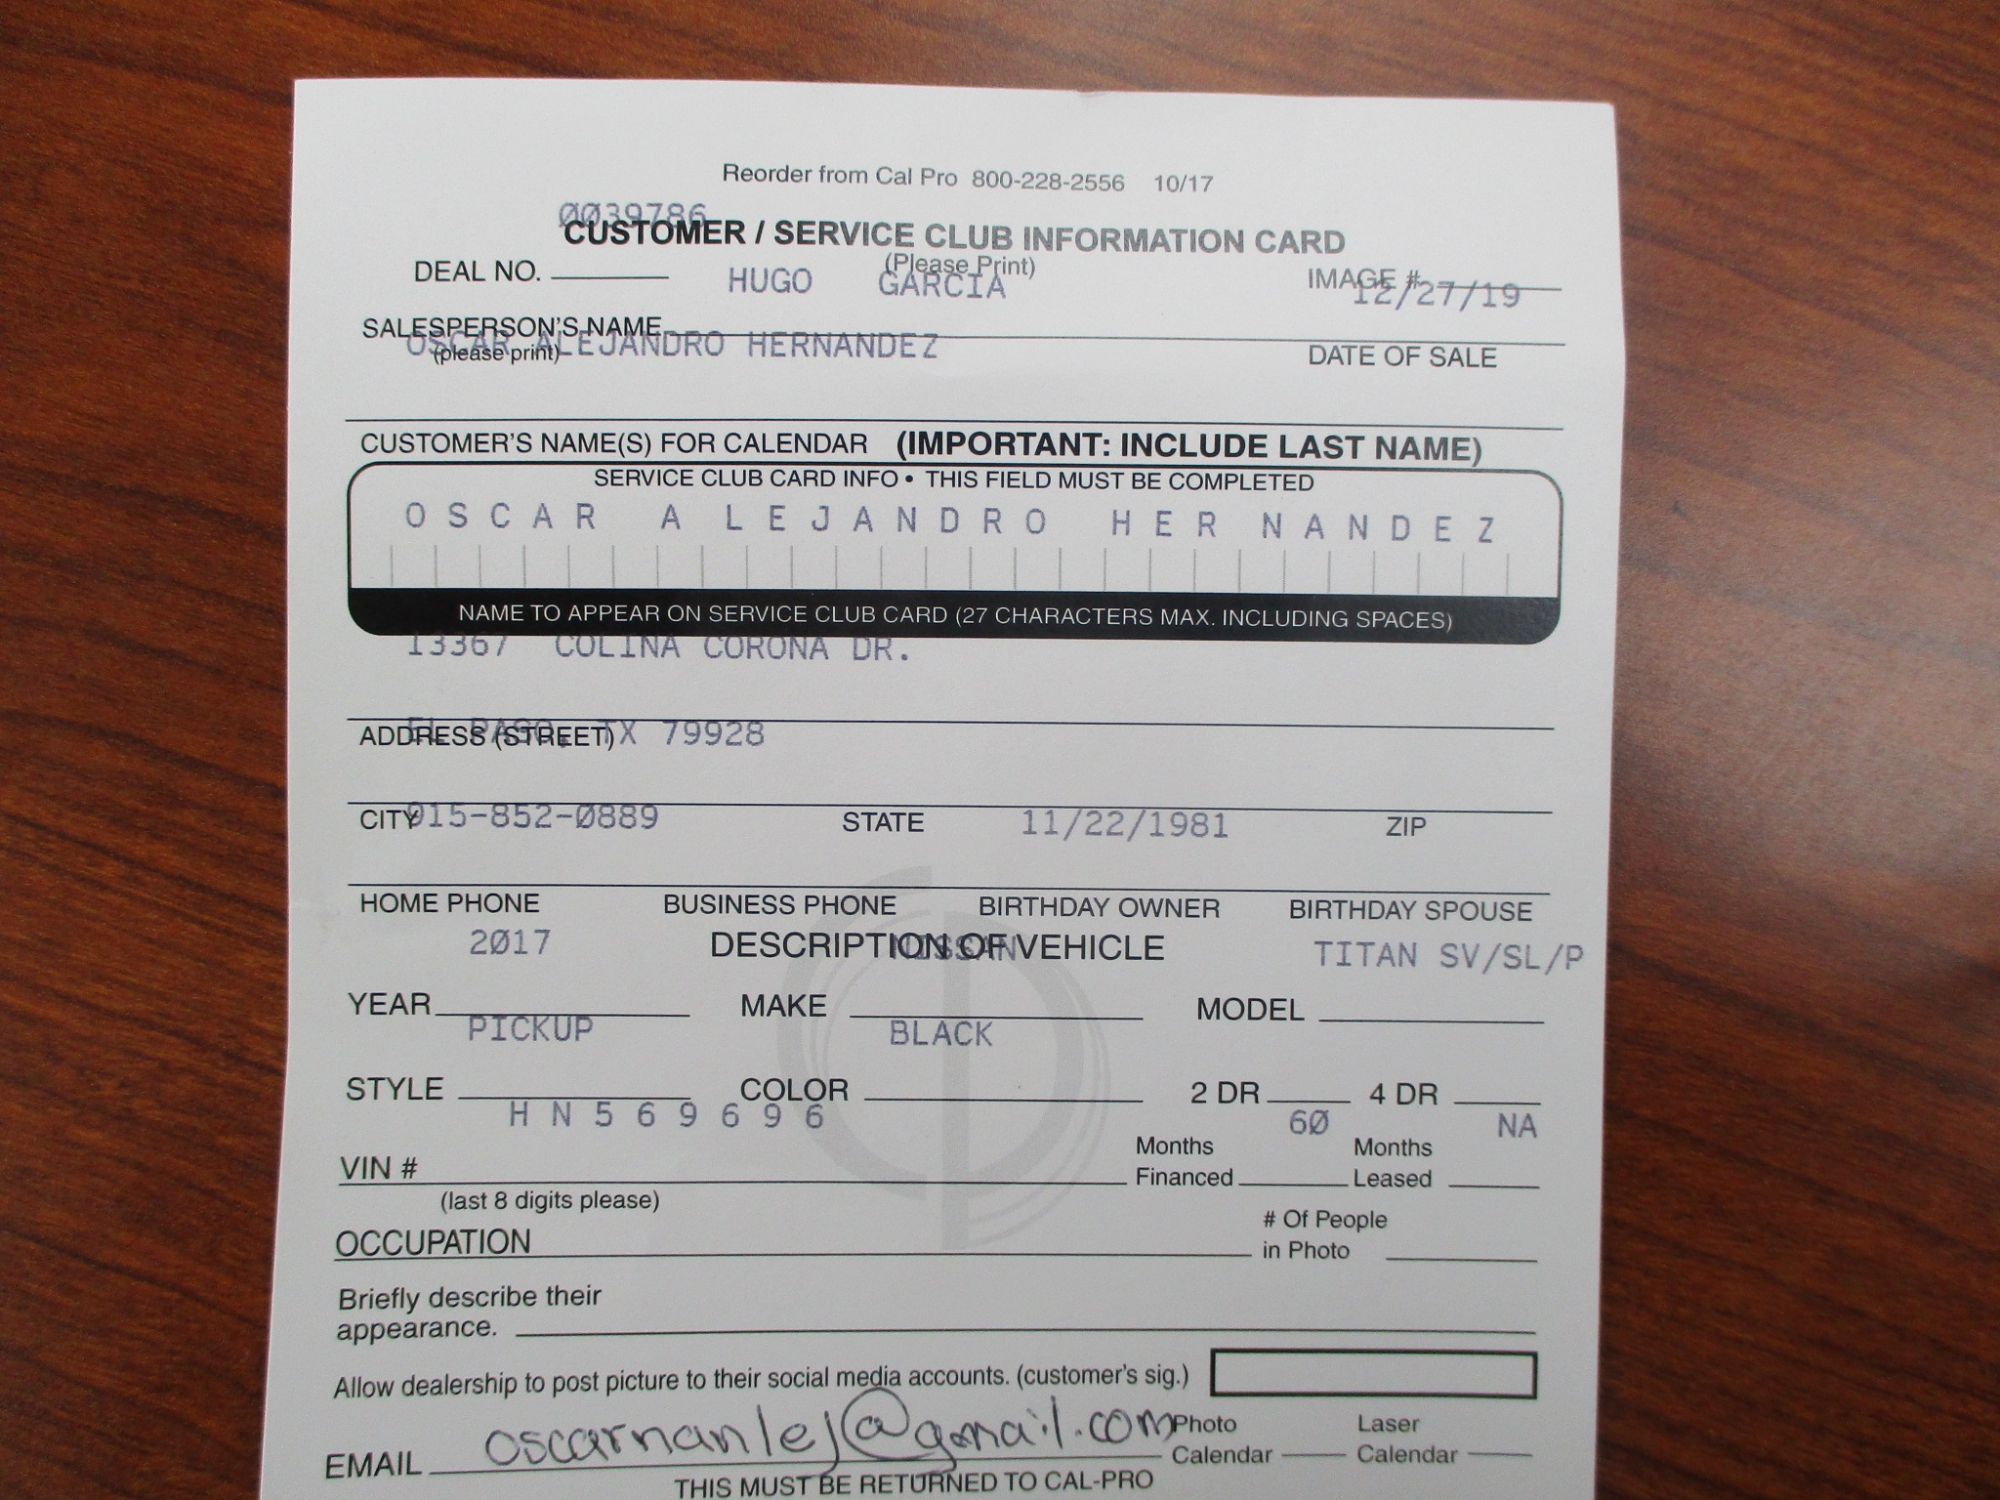 Reorder from Cal Pro 800-228-2556 10/17
0039786
CUSTOMER / SERVICE CLUB INFORMATION CARD
(Please Print)
DEAL NO. HUGO GARCIA IMAGE #
12/27/19
SALESPERSON'S NAME
(please print) OSCAR ALEJANDRO HERNANDEZ DATE OF SALE
CUSTOMER'S NAME(S) FOR CALENDAR (IMPORTANT: INCLUDE LAST NAME)
SERVICE CLUB CARD INFO • THIS FIELD MUST BE COMPLETED
OSCAR ALEJANDRO HERNANDEZ
NAME TO APPEAR ON SERVICE CLUB CARD (27 CHARACTERS MAX. INCLUDING SPACES)
13367 COLINA CORONA DR.
EL PASO, TX 79928
ADDRESS (STREET)
915-852-0889 11/22/1981
CITY STATE ZIP
HOME PHONE BUSINESS PHONE BIRTHDAY OWNER BIRTHDAY SPOUSE
DESCRIPTION OF VEHICLE
2017 NISSAN TITAN SV/SL/P
YEAR MAKE MODEL
PICKUP BLACK
STYLE COLOR 2 DR 4 DR
HN569696 60 NA
VIN # Months Financed Months Leased
(last 8 digits please)
OCCUPATION # Of People in Photo
Briefly describe their
appearance.
Allow dealership to post picture to their social media accounts. (customer's sig.)
EMAIL oscarnanlej@gmail.com Photo Calendar Laser Calendar
THIS MUST BE RETURNED TO CAL-PRO